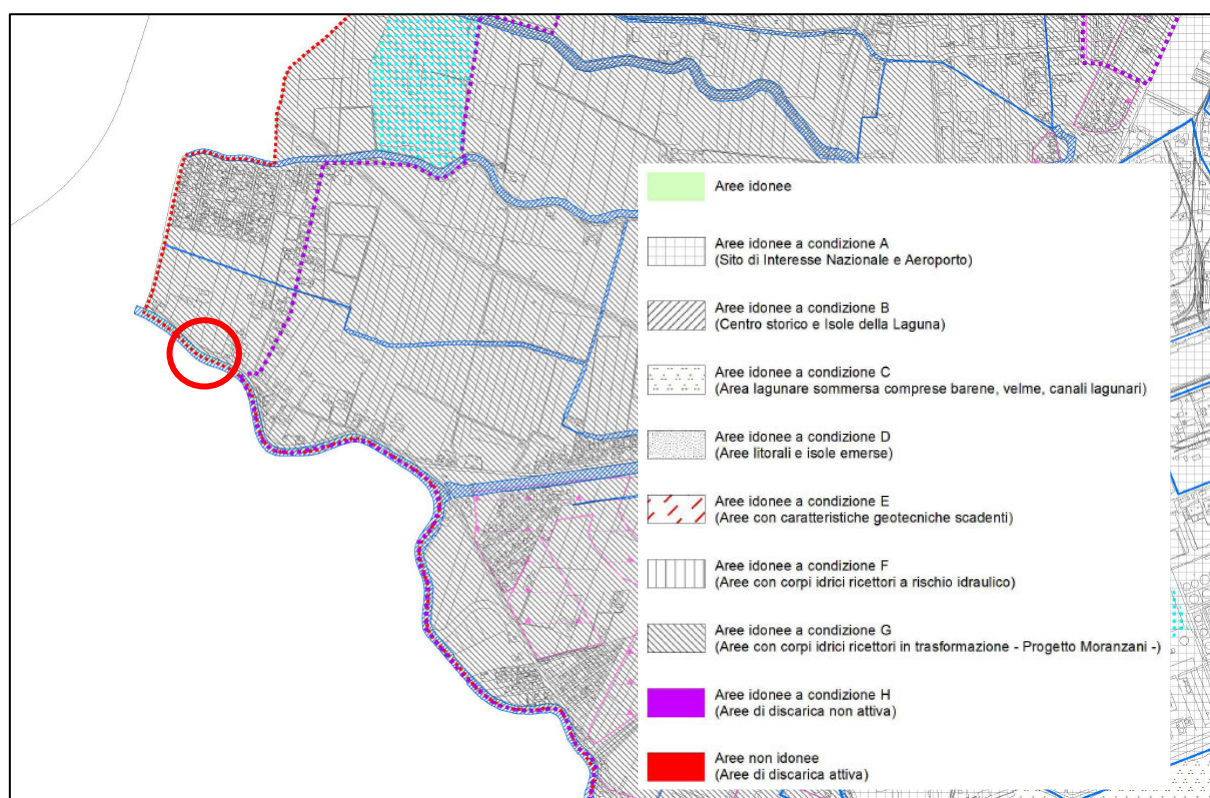 Aree idonee
Aree idonee a condizione A
(Sito di Interesse Nazionale e Aeroporto)
Aree idonee a condizione B
(Centro storico e Isole della Laguna)
Aree idonee a condizione C
(Area lagunare sommersa comprese barene, velme, canali lagunari)
Aree idonee a condizione D
(Aree litorali e isole emerse)
Aree idonee a condizione E
(Aree con caratteristiche geotecniche scadenti)
Aree idonee a condizione F
(Aree con corpi idrici ricettori a rischio idraulico)
Aree idonee a condizione G
(Aree con corpi idrici ricettori in trasformazione - Progetto Moranzani -)
Aree idonee a condizione H
(Aree di discarica non attiva)
Aree non idonee
(Aree di discarica attiva)